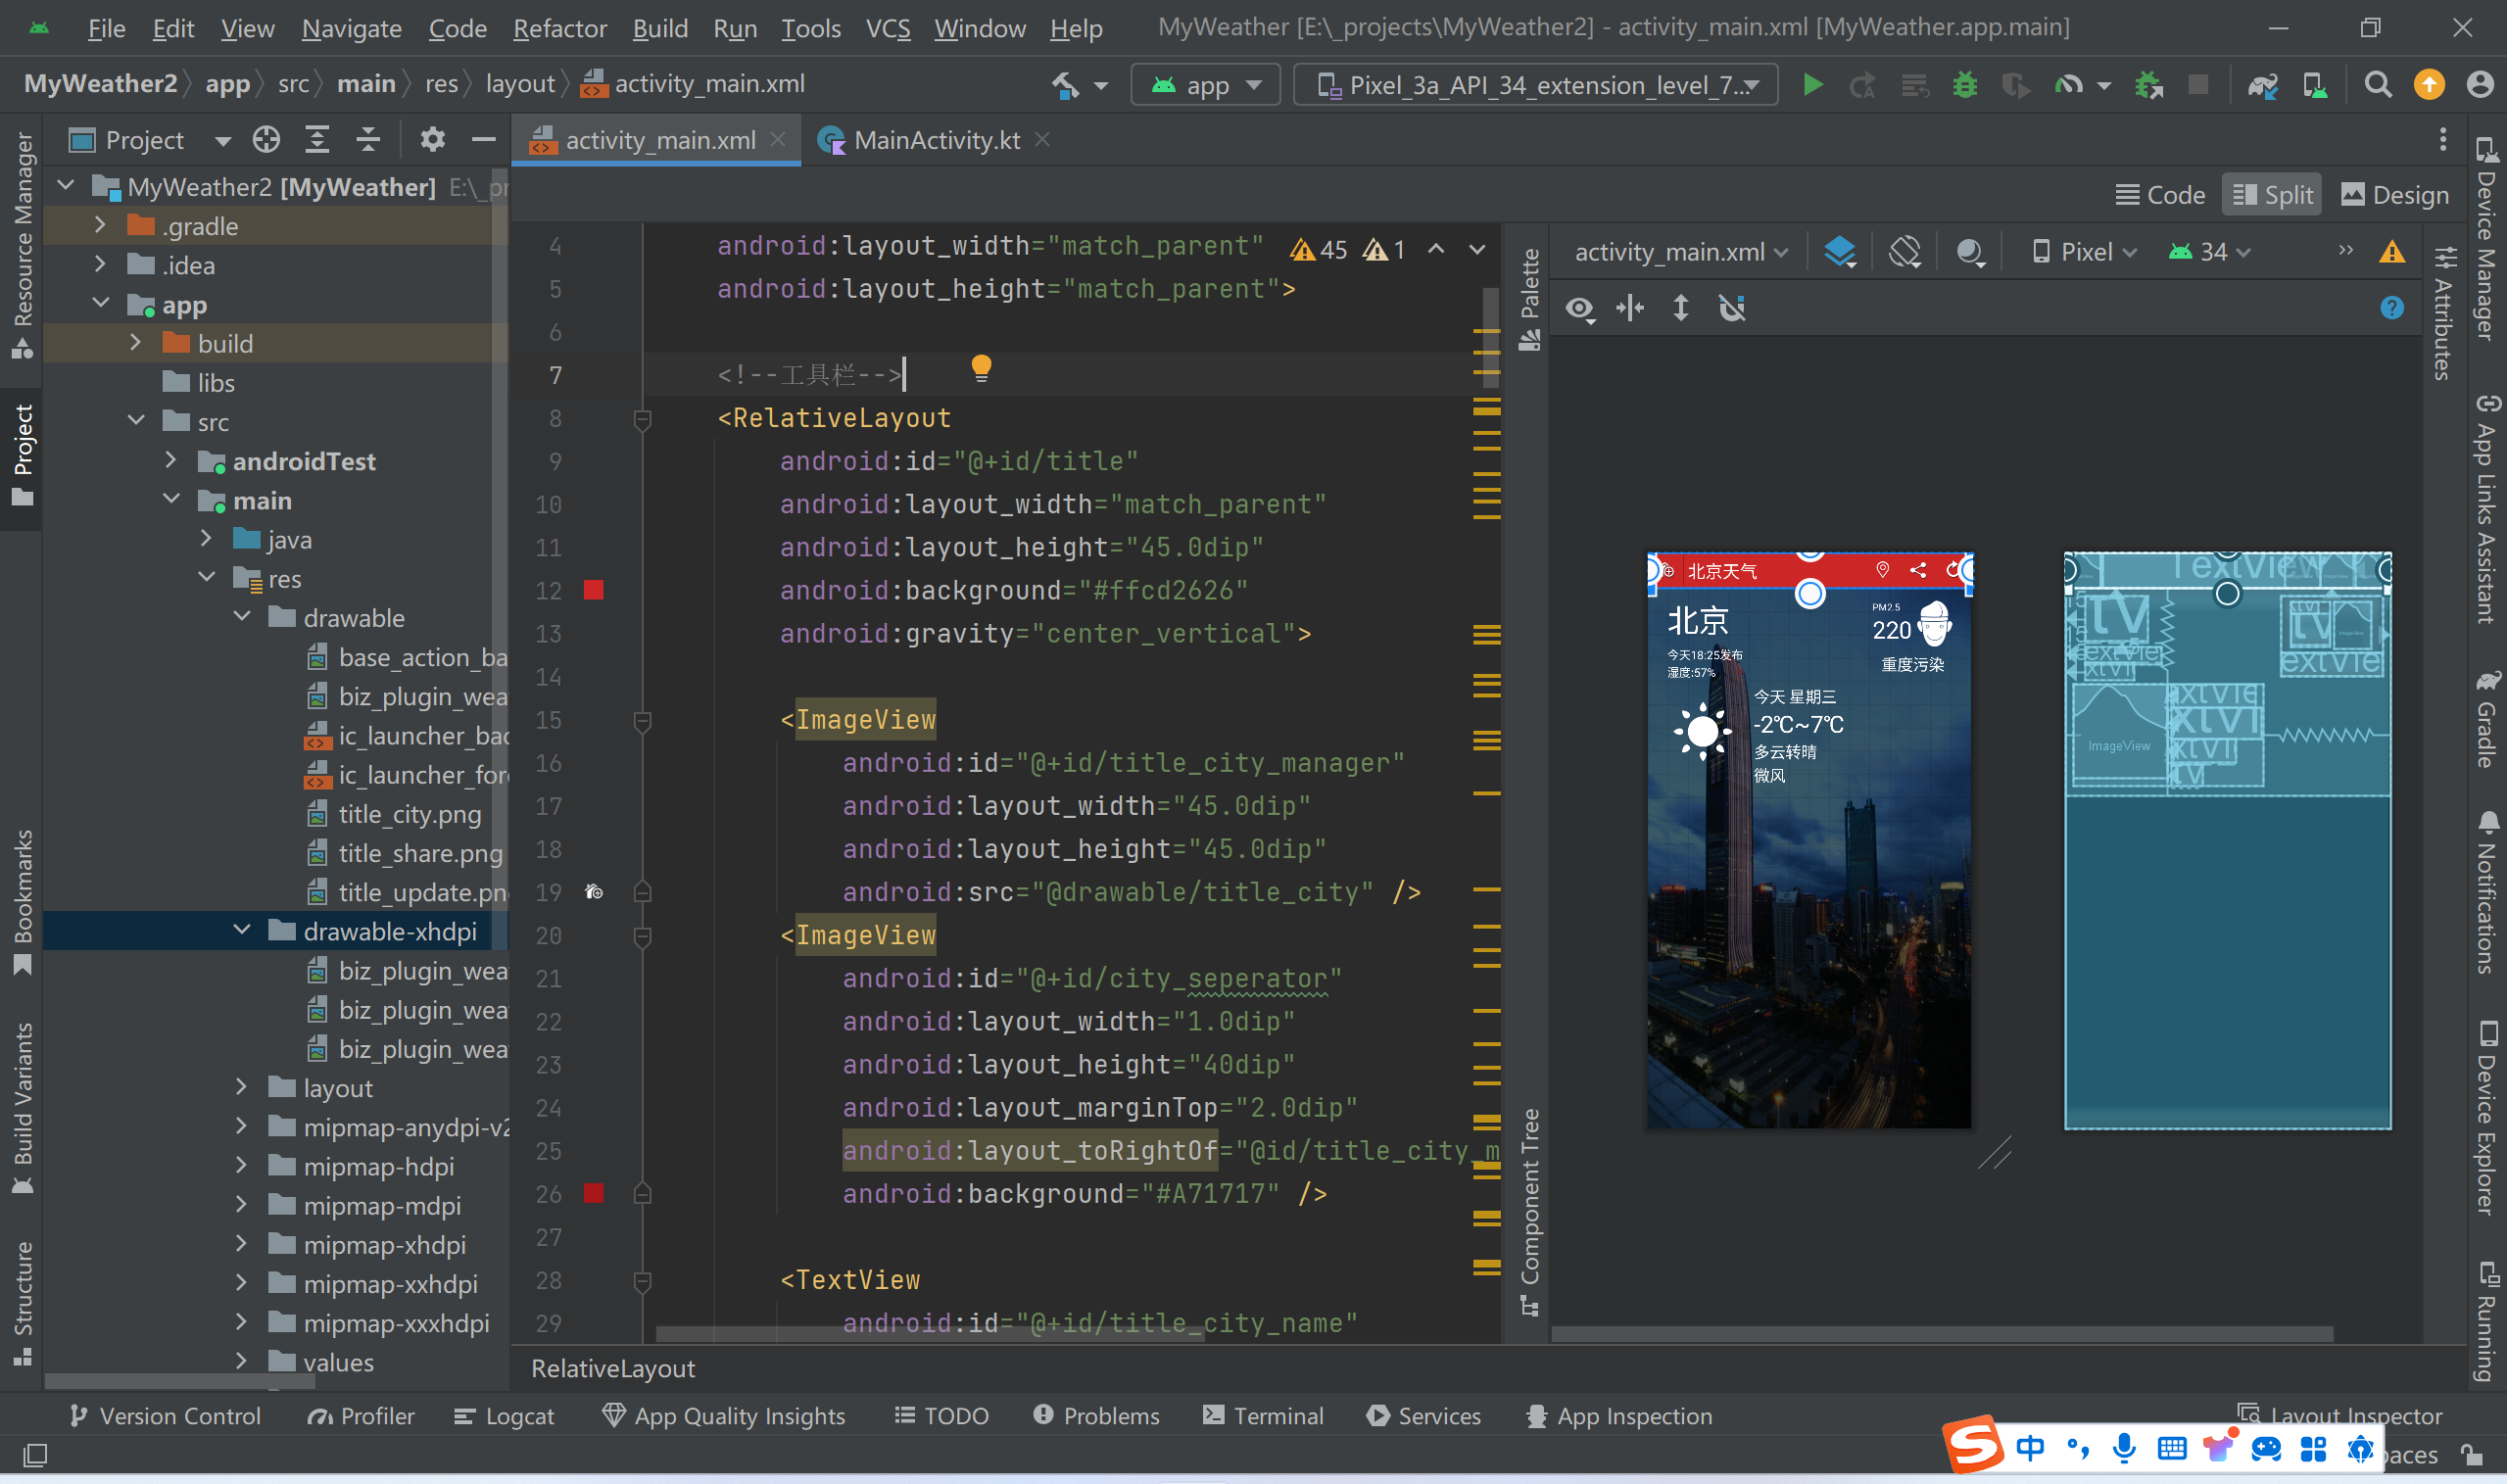 File Edit View Navigate Code Refactor Build Run Tools VCS Window Help MyWeather [E:\_projects\MyWeather2] - activity_main.xml [MyWeather.app.main]
MyWeather2 app src main res layout activity_main.xml app Pixel_3a_API_34_extension_level_7...
Project activity_main.xml MainActivity.kt
Code Split Design
Resource Manager
Project
Bookmarks
Build Variants
Structure
MyWeather2 [MyWeather] E:\_pr
.gradle
.idea
app
build
libs
src
androidTest
main
java
res
drawable
base_action_ba
biz_plugin_wea
ic_launcher_bac
ic_launcher_for
title_city.png
title_share.png
title_update.pn
drawable-xhdpi
biz_plugin_wea
biz_plugin_wea
biz_plugin_wea
layout
mipmap-anydpi-v2
mipmap-hdpi
mipmap-mdpi
mipmap-xhdpi
mipmap-xxhdpi
mipmap-xxxhdpi
values
45 1
4 android:layout_width="match_parent"
5 android:layout_height="match_parent">
6
7 <!--工具栏-->
8 <RelativeLayout
9 android:id="@+id/title"
10 android:layout_width="match_parent"
11 android:layout_height="45.0dip"
12 android:background="#ffcd2626"
13 android:gravity="center_vertical">
14
15 <ImageView
16 android:id="@+id/title_city_manager"
17 android:layout_width="45.0dip"
18 android:layout_height="45.0dip"
19 android:src="@drawable/title_city" />
20 <ImageView
21 android:id="@+id/city_seperator"
22 android:layout_width="1.0dip"
23 android:layout_height="40dip"
24 android:layout_marginTop="2.0dip"
25 android:layout_toRightOf="@id/title_city_m
26 android:background="#A71717" />
27
28 <TextView
29 android:id="@+id/title_city_name"
RelativeLayout
Palette
Component Tree
activity_main.xml Pixel 34
北京天气
北京
今天18:25发布
湿度:57%
PM2.5
220
重度污染
今天 星期三
-2℃~7℃
多云转晴
微风
TextView
ImageView
Attributes
Device Manager
App Links Assistant
Gradle
Notifications
Device Explorer
Running
Version Control Profiler Logcat App Quality Insights TODO Problems Terminal Services App Inspection Layout Inspector
中
paces